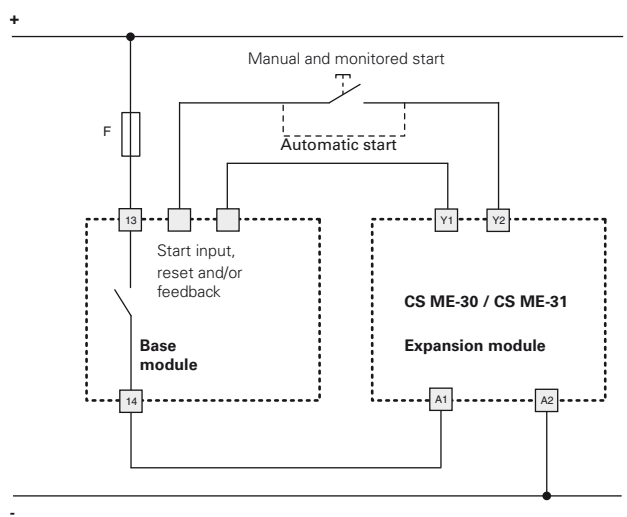 +
Manual and monitored start
F
Automatic start
13
Y1
Y2
Start input,
reset and/or
feedback
CS ME-30 / CS ME-31
Base
module
Expansion module
14
A1
A2
-